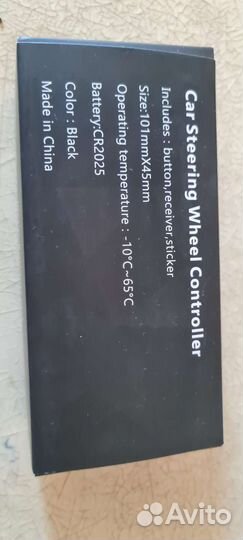 Car Steering Wheel Controller
Includes : button,receiver,sticker
Size:101mmX45mm
Operating temperature : -10°C~65°C
Battery:CR2025
Color : Black
Made in China
Avito